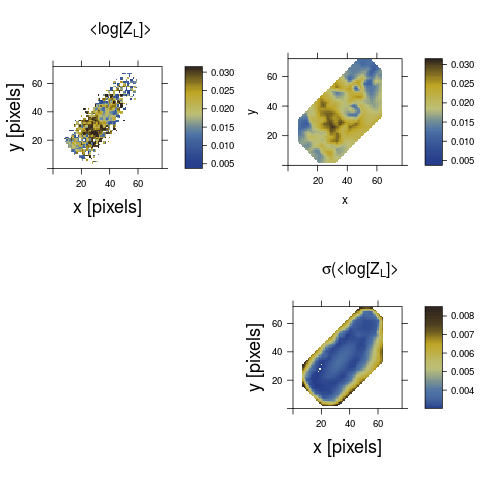 <log[Z_L]>
y [pixels]
60
40
20
20 40 60
x [pixels]
0.030
0.025
0.020
0.015
0.010
0.005
y
60
40
20
20 40 60
x
0.030
0.025
0.020
0.015
0.010
0.005
σ(<log[Z_L]>
y [pixels]
60
40
20
20 40 60
x [pixels]
0.008
0.007
0.006
0.005
0.004